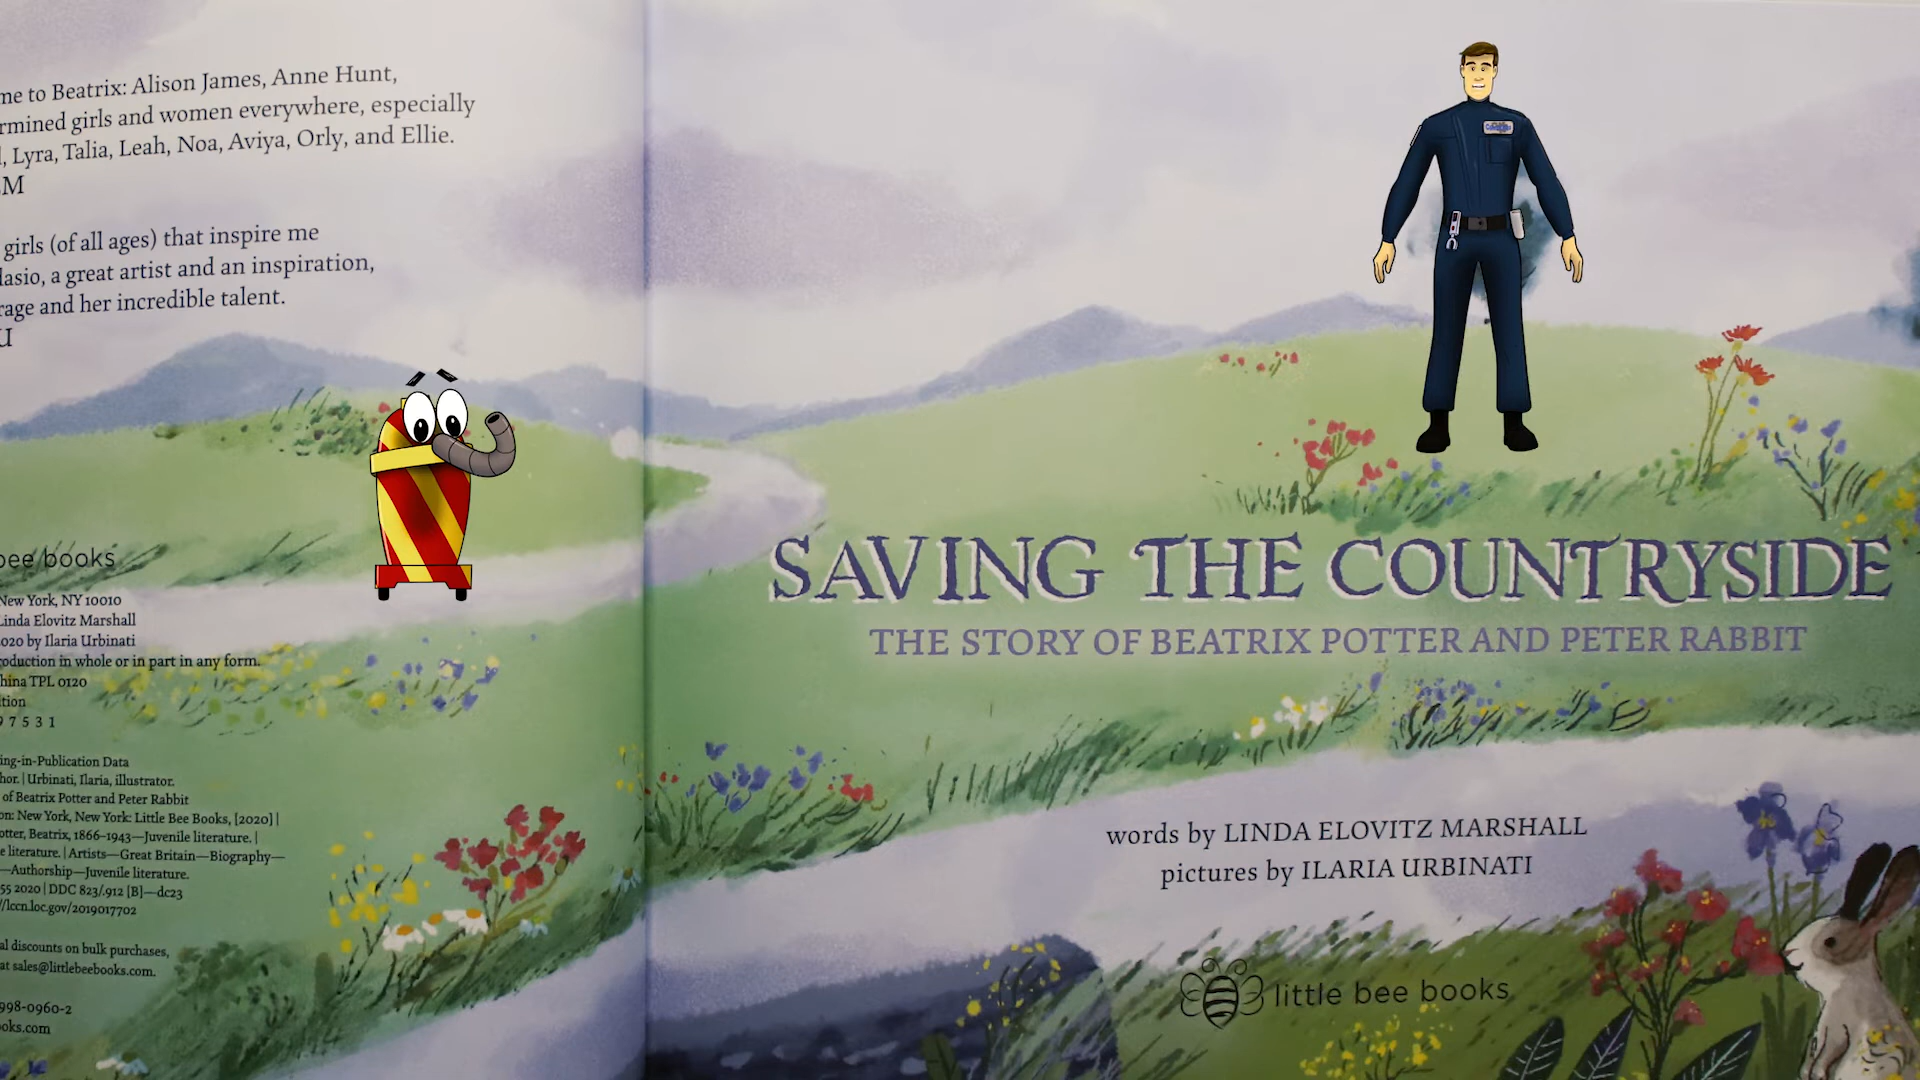 me to Beatrix: Alison James, Anne Hunt,
rmined girls and women everywhere, especially
, Lyra, Talia, Leah, Noa, Aviya, Orly, and Ellie.
M
girls (of all ages) that inspire me
lasio, a great artist and an inspiration,
rage and her incredible talent.
U
bee books
New York, NY 10010
Linda Elovitz Marshall
020 by Ilaria Urbinati
roduction in whole or in part in any form.
hina TPL 0120
ition
9 7 5 3 1
ing-in-Publication Data
hor. | Urbinati, Ilaria, illustrator.
of Beatrix Potter and Peter Rabbit
on: New York, New York: Little Bee Books, [2020] |
otter, Beatrix, 1866–1943—Juvenile literature. |
e literature. | Artists—Great Britain—Biography—
—Authorship—Juvenile literature.
55 2020 | DDC 823/.912 [B]—dc23
//lccn.loc.gov/2019017702
al discounts on bulk purchases,
at sales@littlebeebooks.com.
998-0960-2
oks.com
SAVING THE COUNTRYSIDE
THE STORY OF BEATRIX POTTER AND PETER RABBIT
words by LINDA ELOVITZ MARSHALL
pictures by ILARIA URBINATI
little bee books